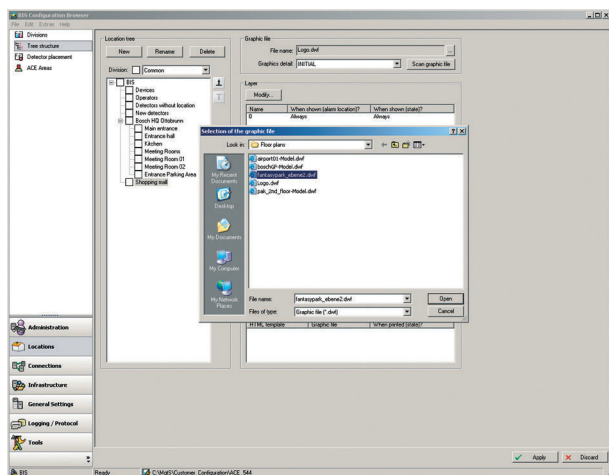 BIS Configuration Browser
File Edit Extras Help
Divisions
Tree structure
Detector placement
ACE Areas
Location tree
New Rename Delete
Division: Common
BIS
Devices
Operators
Detectors without location
New detectors
Bosch HQ Ottobrunn
Main entrance
Entrance hall
Kitchen
Meeting Rooms
Meeting Room 01
Meeting Room 02
Entrance Parking Area
Shopping mall
Graphic file
File name: Logo.dwf ...
Graphics detail: INITIAL Scan graphic file
Layer
Modify...
Name When shown (alarm location)? When shown (state)?
0 Always Always
Selection of the graphic file
Look in: Floor plans
My Recent Documents
Desktop
My Documents
My Computer
My Network Places
airport01-Model.dwf
boschGP-Model.dwf
fantasypark_ebene2.dwf
Logo.dwf
pak_2nd_floor-Model.dwf
File name: fantasypark_ebene2.dwf Open
Files of type: Graphic file (*.dwf) Cancel
HTML template Graphic file When printed (state)?
Administration
Locations
Connections
Infrastructure
General Settings
Logging / Protocol
Tools
Apply Discard
BIS Ready C:\MgtS\Customer_Configuration\ACE_544